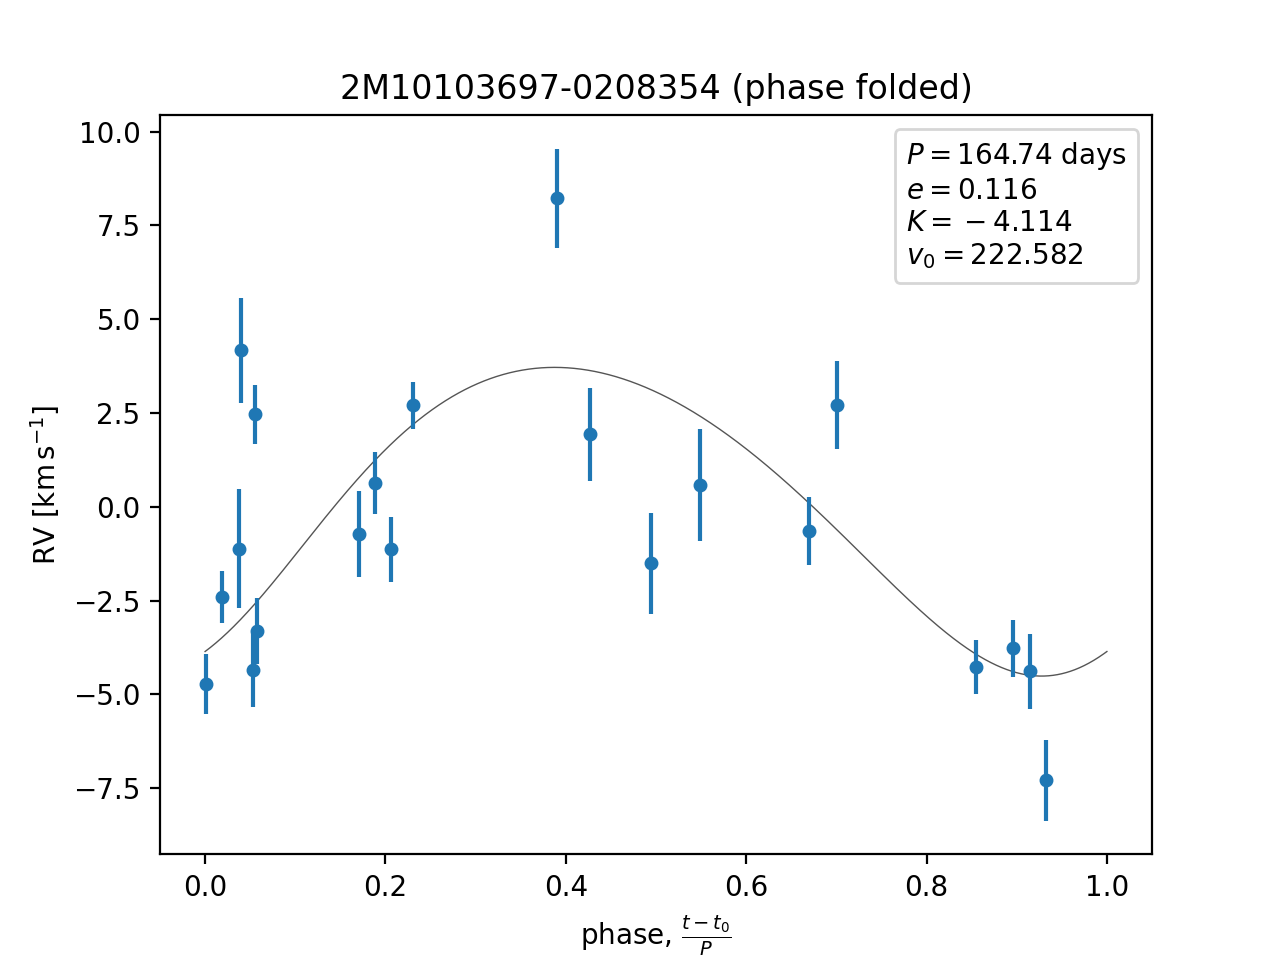 2M10103697-0208354 (phase folded)
P = 164.74 days
e = 0.116
K = −4.114
v₀ = 222.582
RV [km s⁻¹]
10.0
7.5
5.0
2.5
0.0
−2.5
−5.0
−7.5
0.0 0.2 0.4 0.6 0.8 1.0
phase, (t − t₀)/P